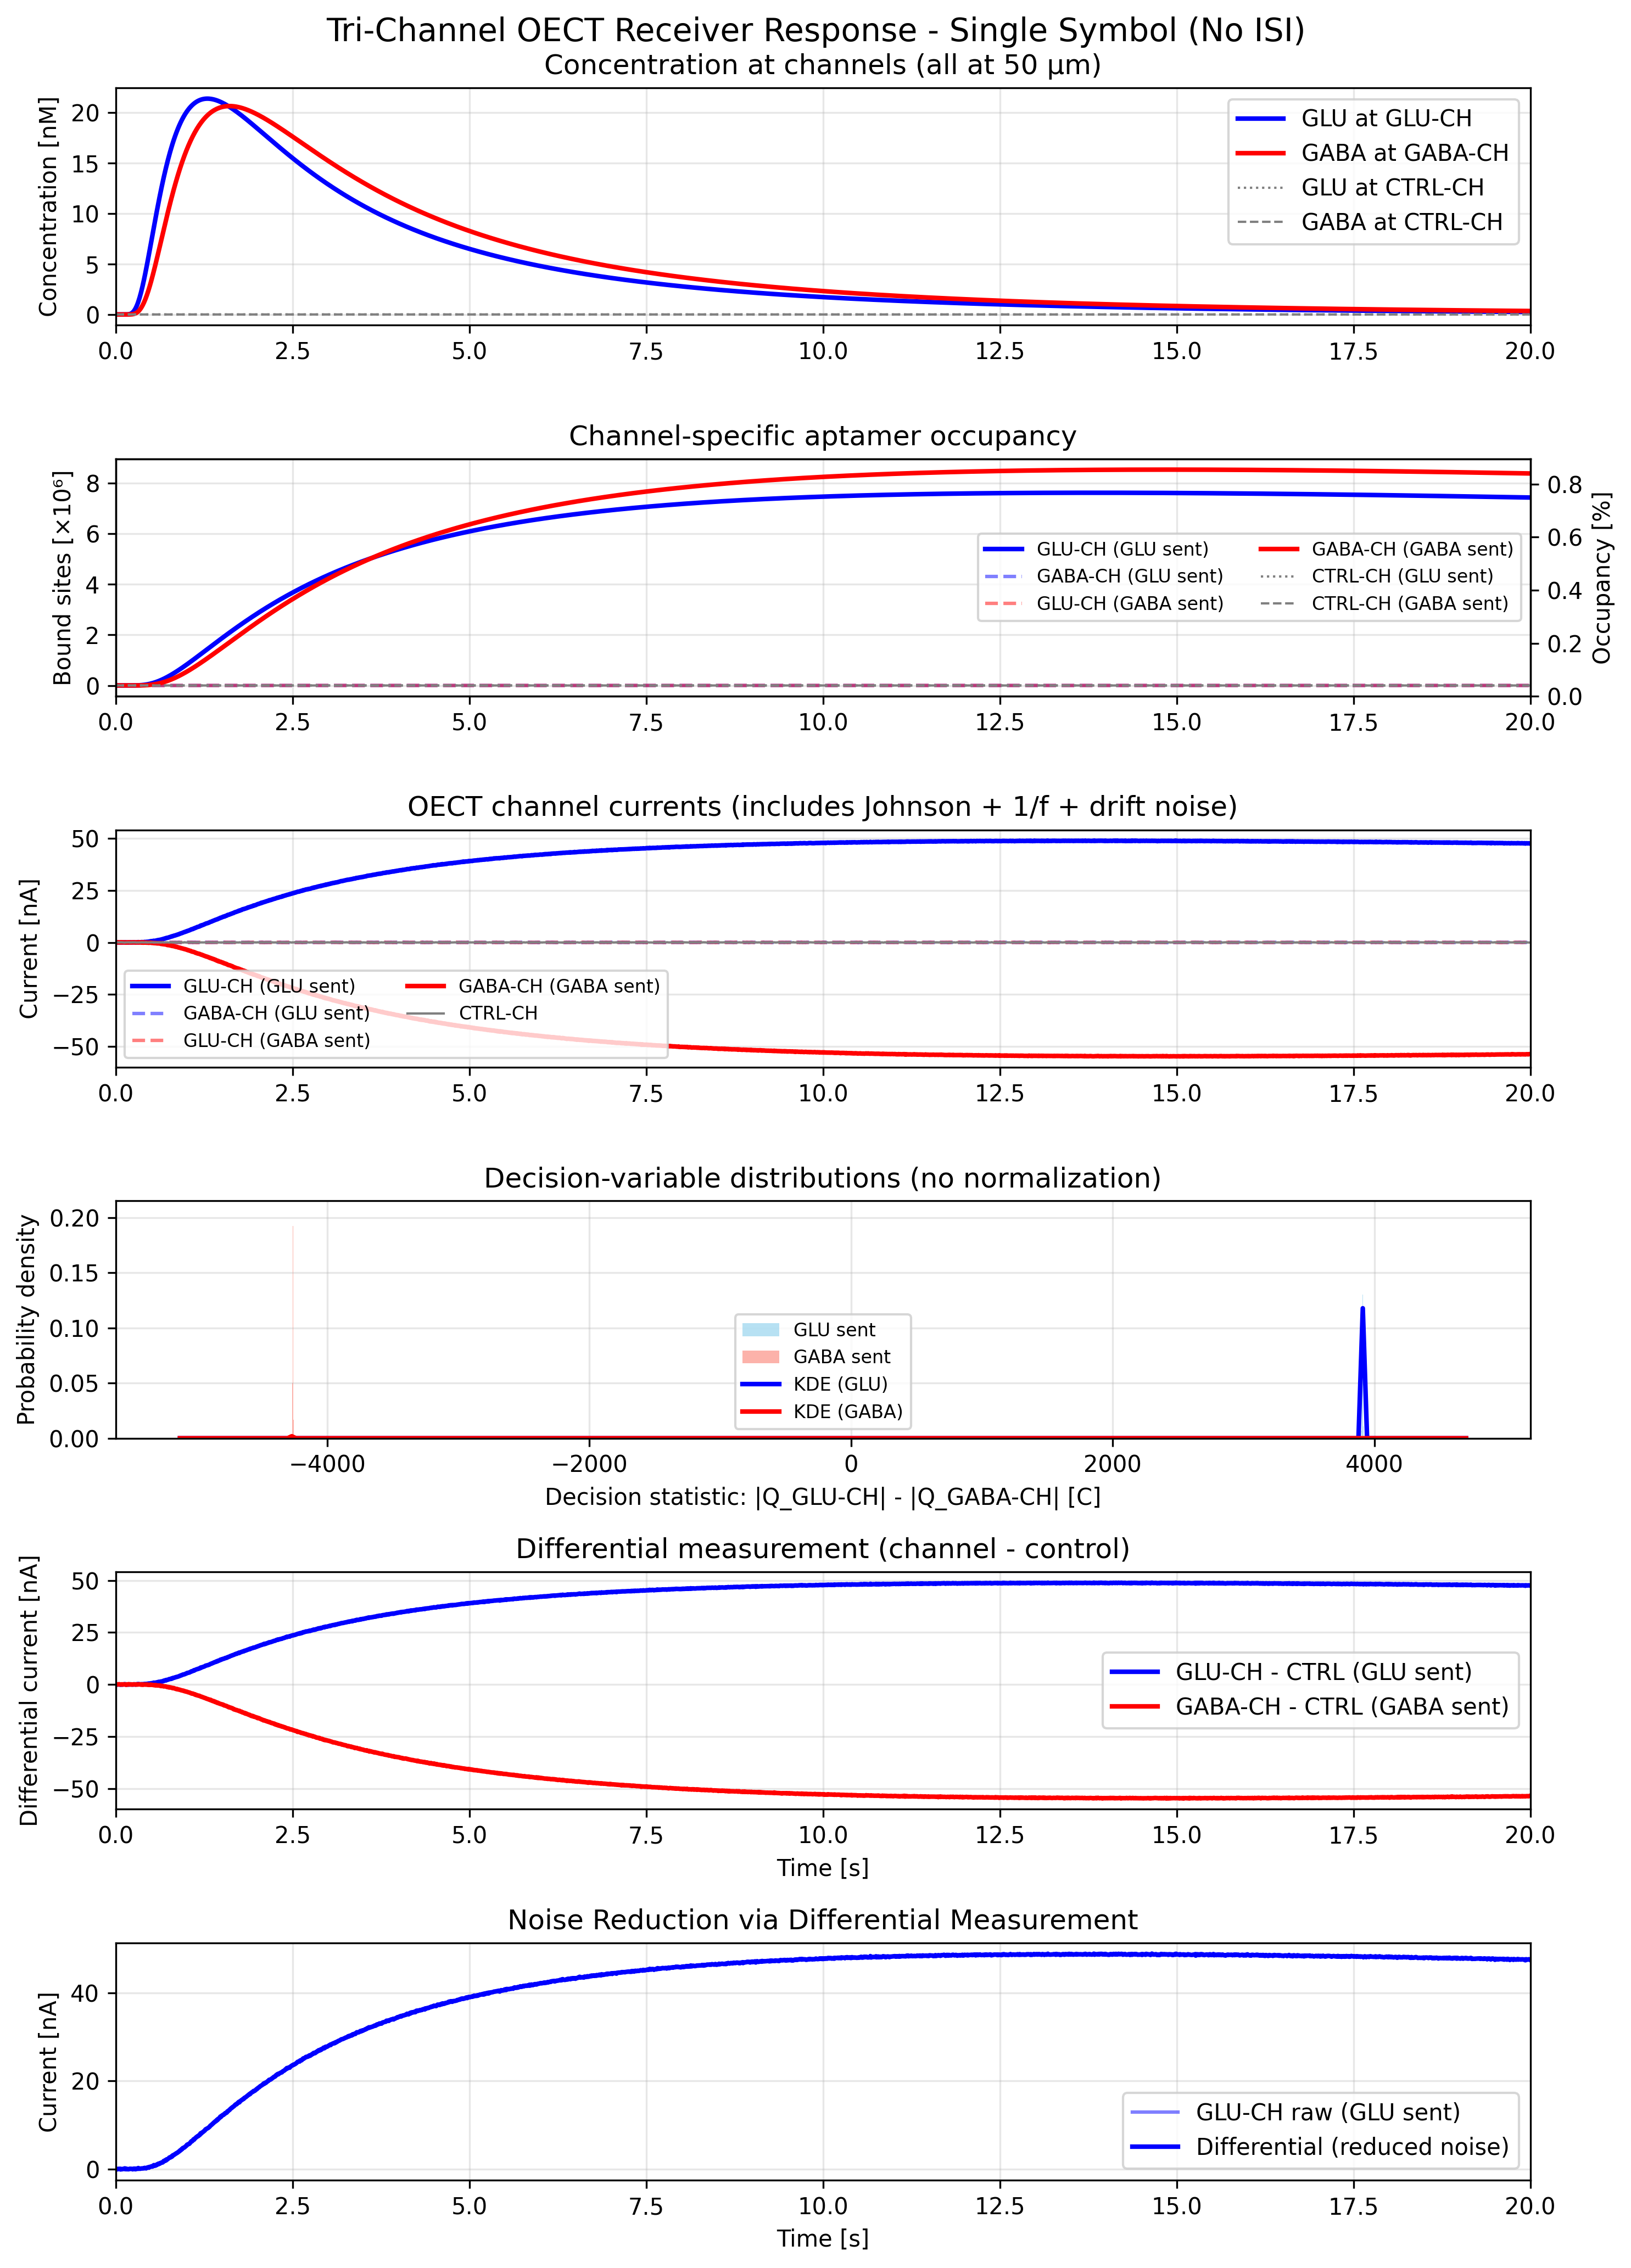 Tri-Channel OECT Receiver Response - Single Symbol (No ISI)
Concentration at channels (all at 50 μm)
Concentration [nM]
20
15
10
5
0
GLU at GLU-CH
GABA at GABA-CH
GLU at CTRL-CH
GABA at CTRL-CH
0.0 2.5 5.0 7.5 10.0 12.5 15.0 17.5 20.0
Channel-specific aptamer occupancy
Bound sites [×10⁶]
8
6
4
2
0
GLU-CH (GLU sent) GABA-CH (GABA sent)
GABA-CH (GLU sent) CTRL-CH (GLU sent)
GLU-CH (GABA sent) CTRL-CH (GABA sent)
0.8
0.6
0.4
0.2
0.0
Occupancy [%]
0.0 2.5 5.0 7.5 10.0 12.5 15.0 17.5 20.0
OECT channel currents (includes Johnson + 1/f + drift noise)
Current [nA]
50
25
0
−25
−50
GLU-CH (GLU sent) GABA-CH (GABA sent)
GABA-CH (GLU sent) CTRL-CH
GLU-CH (GABA sent)
0.0 2.5 5.0 7.5 10.0 12.5 15.0 17.5 20.0
Decision-variable distributions (no normalization)
Probability density
0.20
0.15
0.10
0.05
0.00
GLU sent
GABA sent
KDE (GLU)
KDE (GABA)
−4000 −2000 0 2000 4000
Decision statistic: |Q_GLU-CH| - |Q_GABA-CH| [C]
Differential measurement (channel - control)
Differential current [nA]
50
25
0
−25
−50
GLU-CH - CTRL (GLU sent)
GABA-CH - CTRL (GABA sent)
0.0 2.5 5.0 7.5 10.0 12.5 15.0 17.5 20.0
Time [s]
Noise Reduction via Differential Measurement
Current [nA]
40
20
0
GLU-CH raw (GLU sent)
Differential (reduced noise)
0.0 2.5 5.0 7.5 10.0 12.5 15.0 17.5 20.0
Time [s]